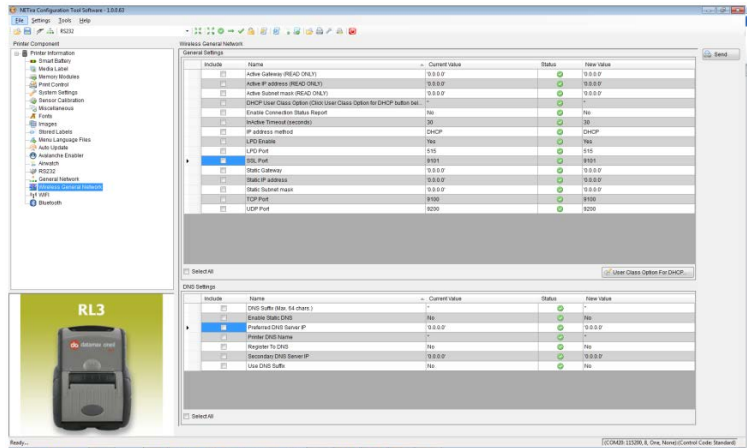 NETira Configuration Tool Software - 1.0.0.62
File Settings Tools Help
RS232
Printer Component
Printer Information
Smart Battery
Media Label
Memory Modules
Print Control
System Settings
Sensor Calibration
Miscellaneous
Fonts
Images
Stored Labels
Menu Language Files
Auto Update
Avalanche Enabler
Airwatch
RS232
General Network
Wireless General Network
WiFi
Bluetooth
RL3
datamax·oneil
Wireless General Network
General Settings
Include Name Current Value Status New Value
Active Gateway (READ ONLY) '0.0.0.0' '0.0.0.0'
Active IP address (READ ONLY) '0.0.0.0' '0.0.0.0'
Active Subnet mask (READ ONLY) '0.0.0.0' '0.0.0.0'
DHCP User Class Option (Click User Class Option for DHCP button bel... '' ''
Enable Connection Status Report No No
InActive Timeout (seconds) 30 30
IP address method DHCP DHCP
LPD Enable Yes Yes
LPD Port 515 515
SSL Port 9101 9101
Static Gateway '0.0.0.0' '0.0.0.0'
Static IP address '0.0.0.0' '0.0.0.0'
Static Subnet mask '0.0.0.0' '0.0.0.0'
TCP Port 9100 9100
UDP Port 9200 9200
Select All
User Class Option For DHCP...
DNS Settings
Include Name Current Value Status New Value
DNS Suffix (Max. 64 chars.) '' ''
Enable Static DNS No No
Preferred DNS Server IP '0.0.0.0' '0.0.0.0'
Printer DNS Name '' ''
Register To DNS No No
Secondary DNS Server IP '0.0.0.0' '0.0.0.0'
Use DNS Suffix No No
Select All
Send
Ready...
(COM28: 115200, 8, One, None):(Control Code: Standard)